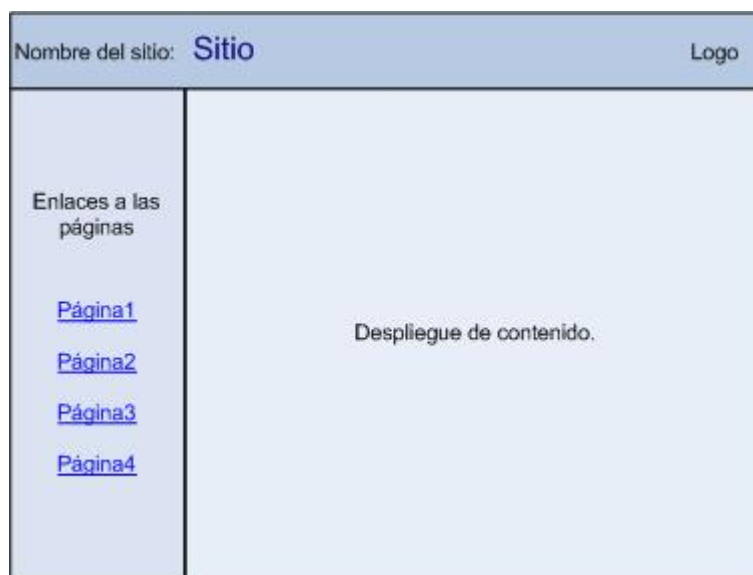 Nombre del sitio: Sitio Logo
Enlaces a las
páginas
Página1
Página2
Página3
Página4
Despliegue de contenido.